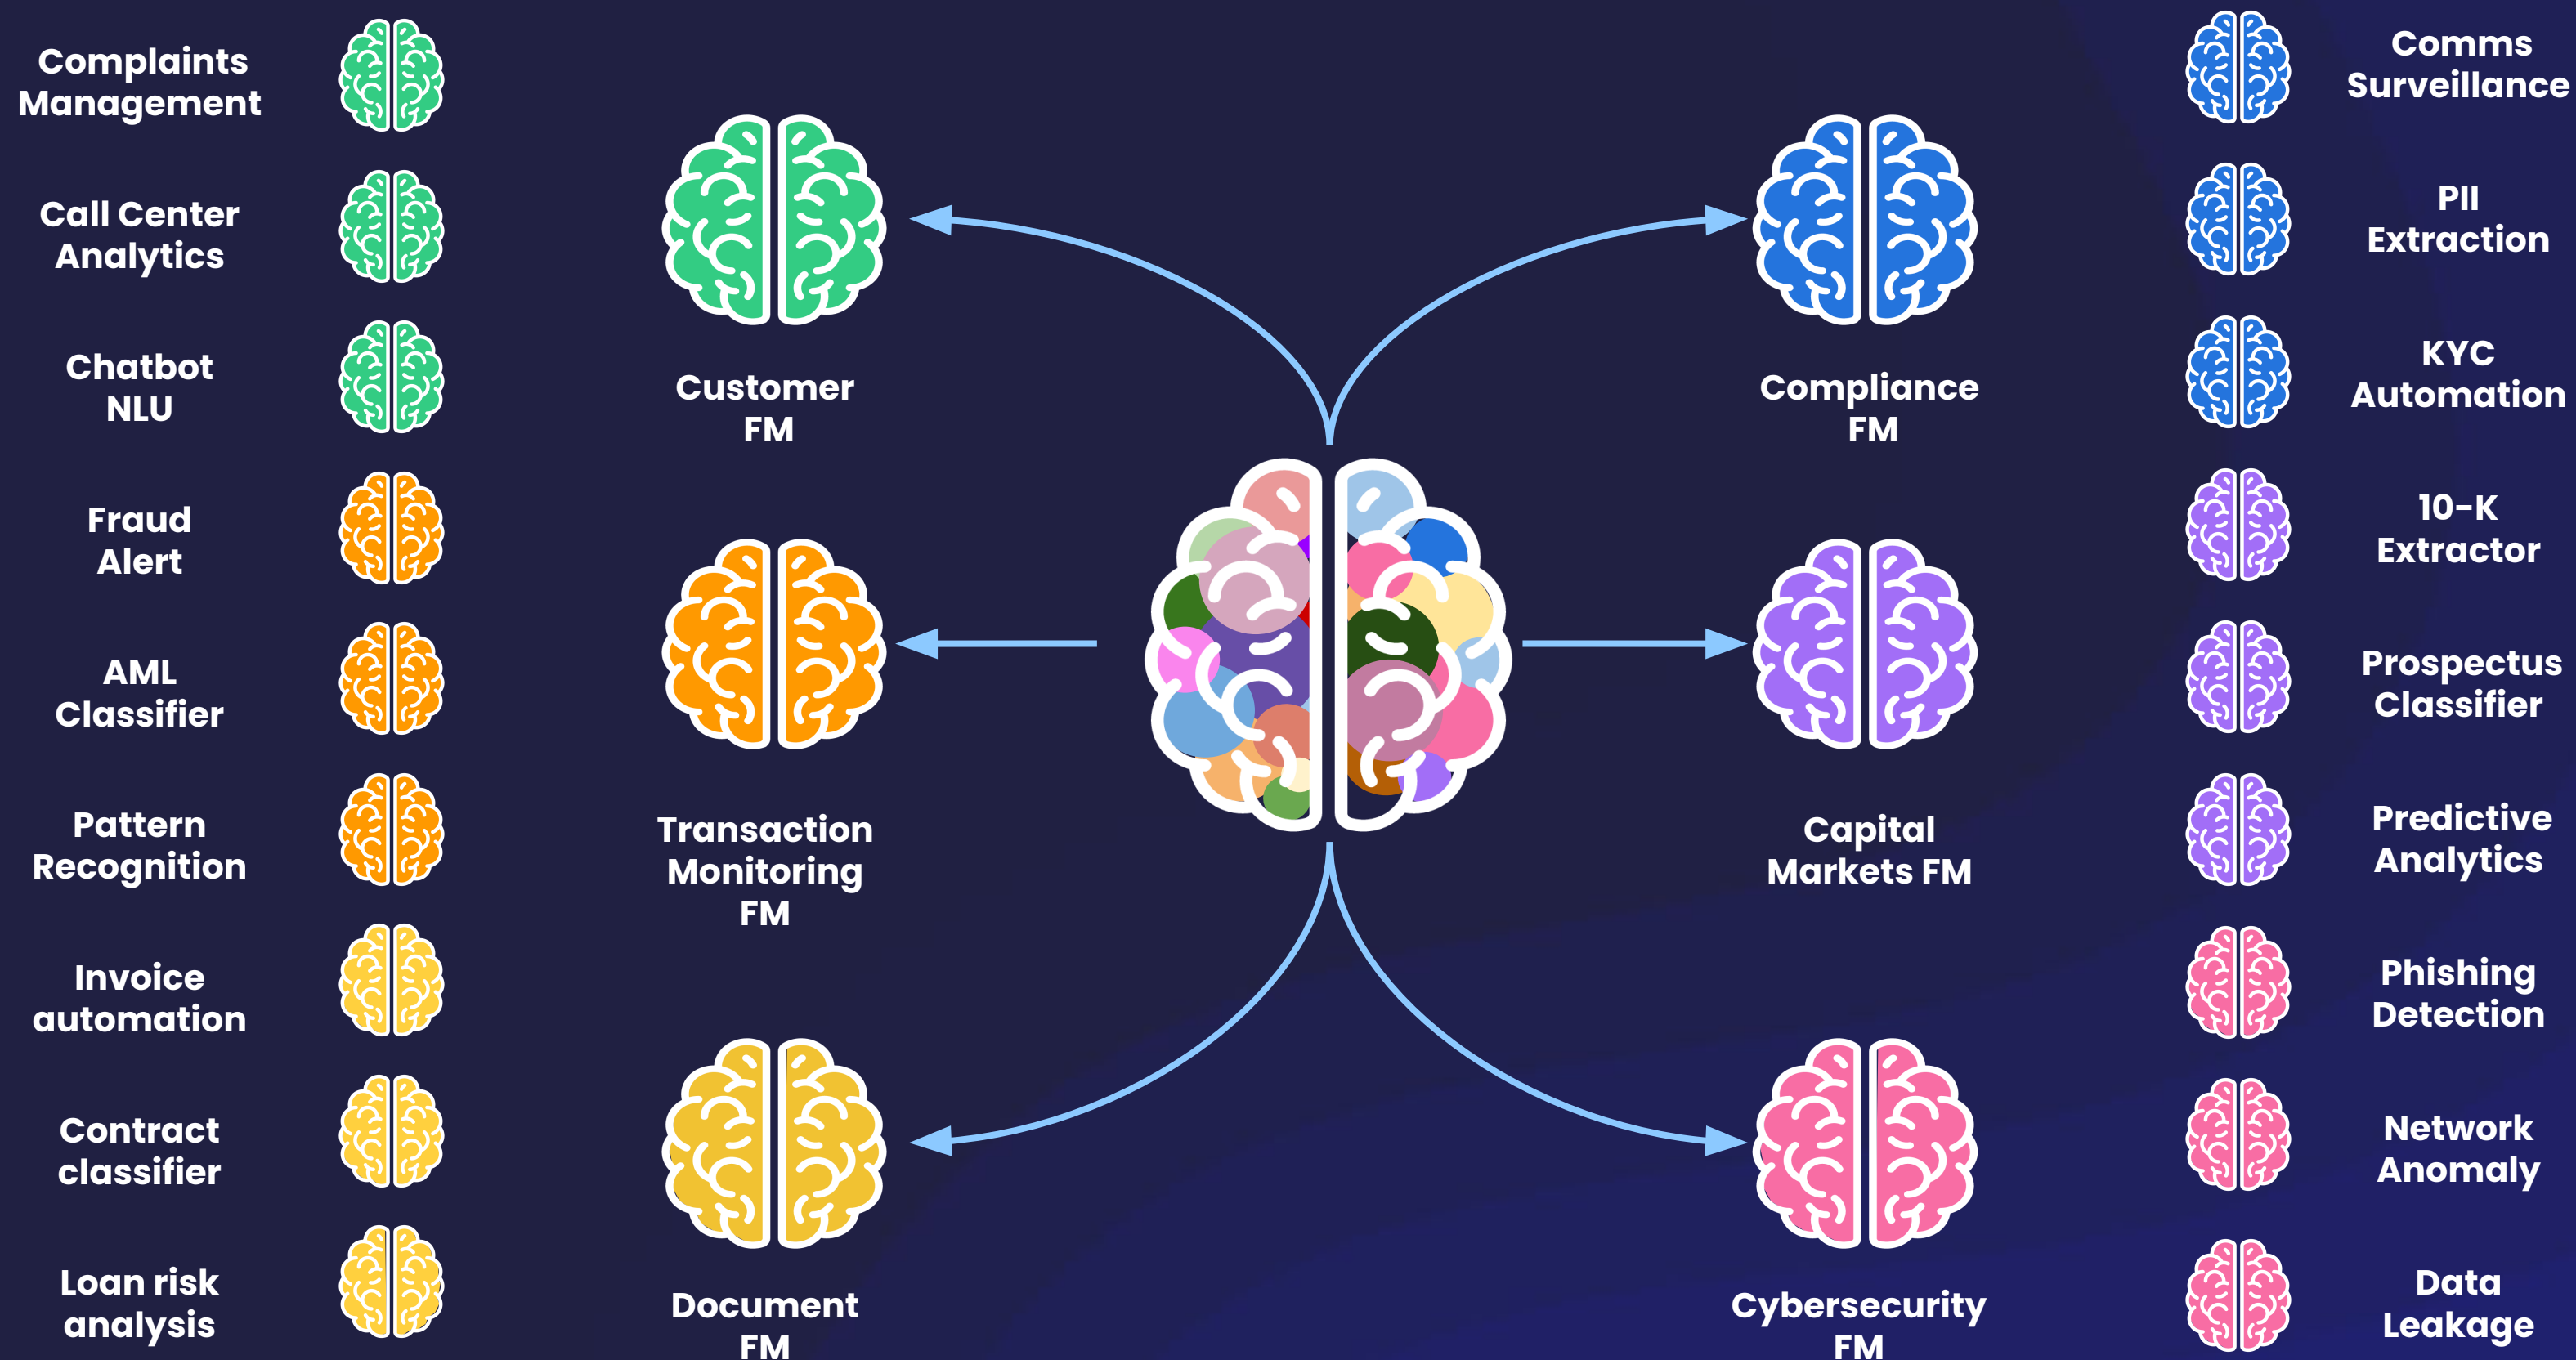 Complaints
Management
Call Center
Analytics
Chatbot
NLU
Fraud
Alert
AML
Classifier
Pattern
Recognition
Invoice
automation
Contract
classifier
Loan risk
analysis
Customer
FM
Transaction
Monitoring
FM
Document
FM
Compliance
FM
Capital
Markets FM
Cybersecurity
FM
Comms
Surveillance
PII
Extraction
KYC
Automation
10-K
Extractor
Prospectus
Classifier
Predictive
Analytics
Phishing
Detection
Network
Anomaly
Data
Leakage